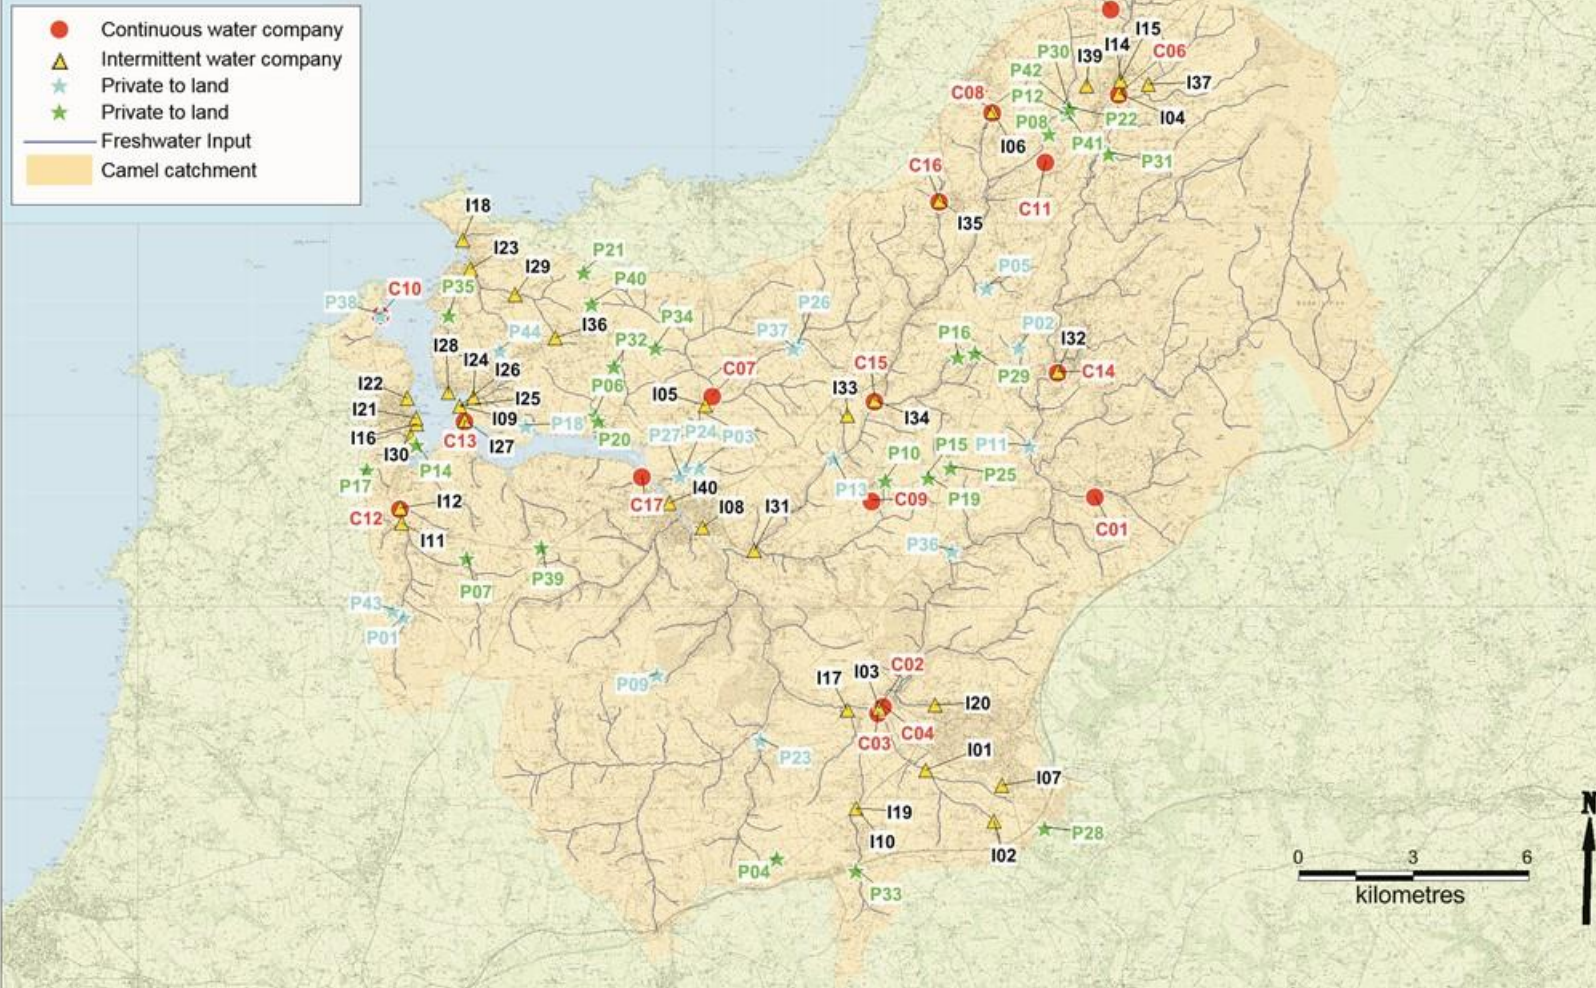 Continuous water company
Intermittent water company
Private to land
Private to land
Freshwater Input
Camel catchment
I15
I14
P30
I39
C06
P42
I37
C08
P12
P08
P22
I04
I06
P41
P31
C16
C11
I35
I18
I23
P21
I29
P05
P40
C10
P35
P38
P26
P34
I36
P44
P37
P32
P16
P02
I32
I28
I24
I26
C07
C15
P29
C14
I22
I05
I33
P06
I25
I21
I09
I34
P18
I16
C13
I27
P20
P27
P24
P03
P15
P11
I30
P10
P14
P25
P17
I40
P13
C09
P19
I12
C17
I08
I31
C12
C01
I11
P36
P39
P07
P43
P01
C02
I03
I17
P09
I20
C04
C03
I01
P23
I07
N
I19
P28
I10
I02
0 3 6
kilometres
P04
P33